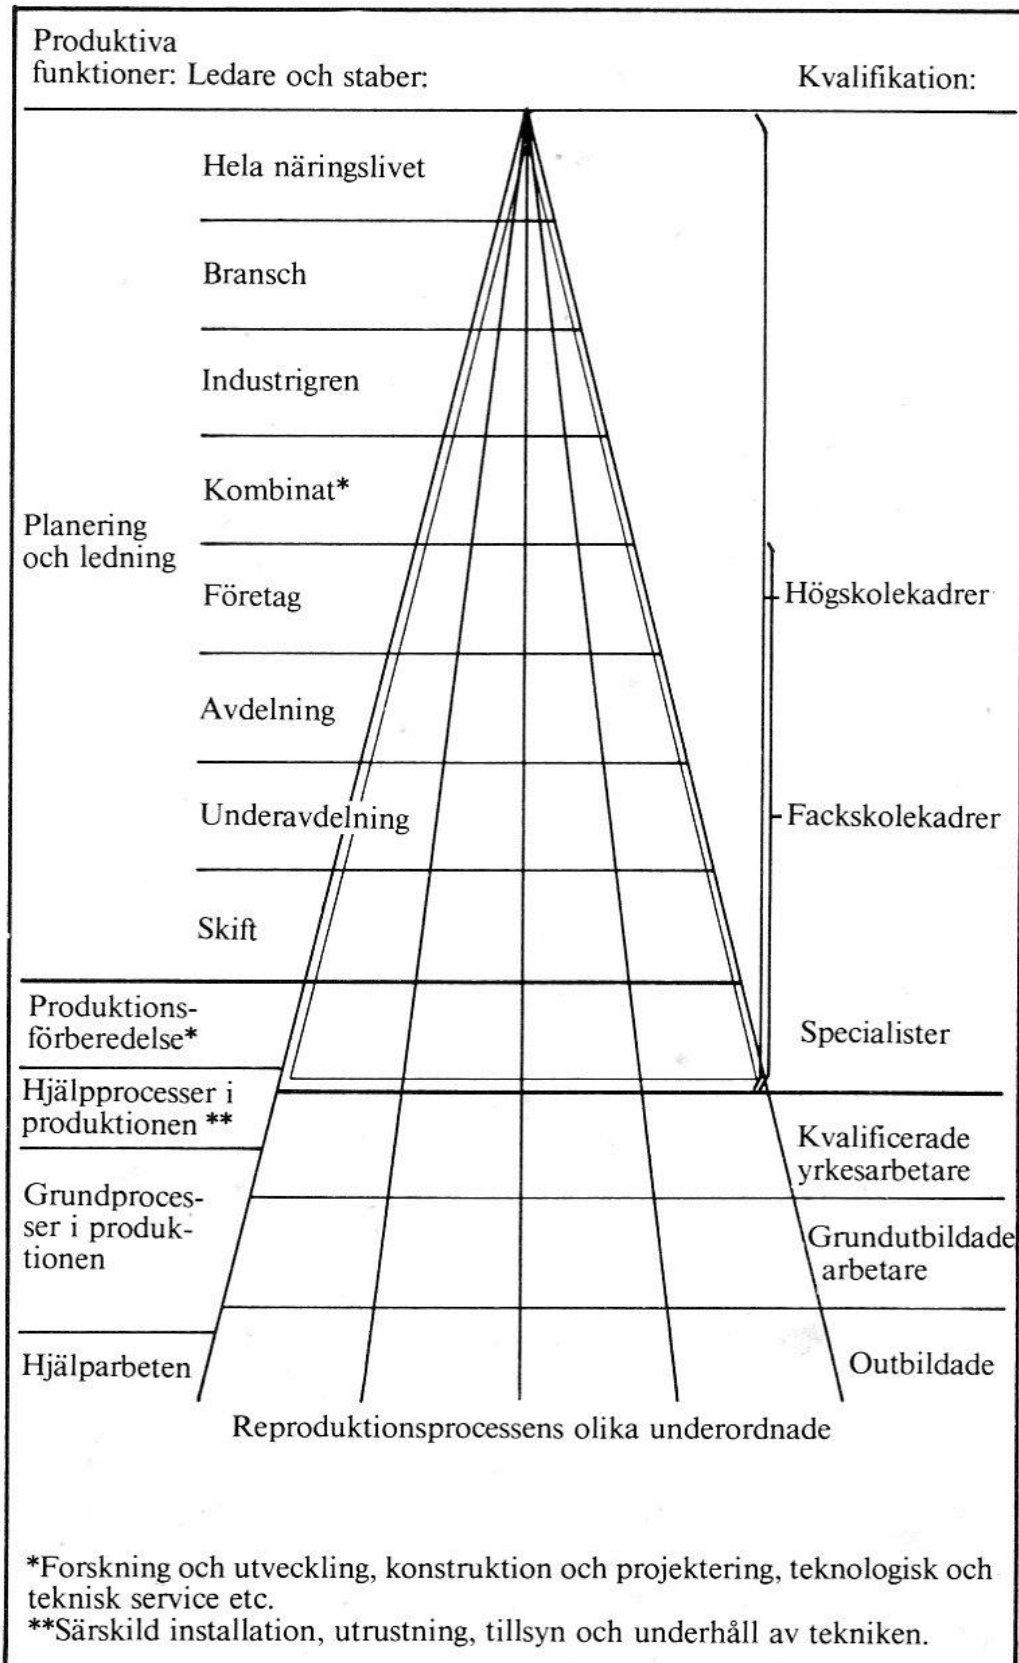 Produktiva
funktioner: Ledare och staber:
Kvalifikation:
Hela näringslivet
Bransch
Industrigren
Kombinat*
Planering
och ledning
Företag
Högskolekadrer
Avdelning
Underavdelning
Fackskolekadrer
Skift
Produktions-
förberedelse*
Specialister
Hjälpprocesser i
produktionen **
Kvalificerade
yrkesarbetare
Grundproces-
ser i produk-
tionen
Grundutbildade
arbetare
Hjälparbeten
Outbildade
Reproduktionsprocessens olika underordnade
*Forskning och utveckling, konstruktion och projektering, teknologisk och
teknisk service etc.
**Särskild installation, utrustning, tillsyn och underhåll av tekniken.